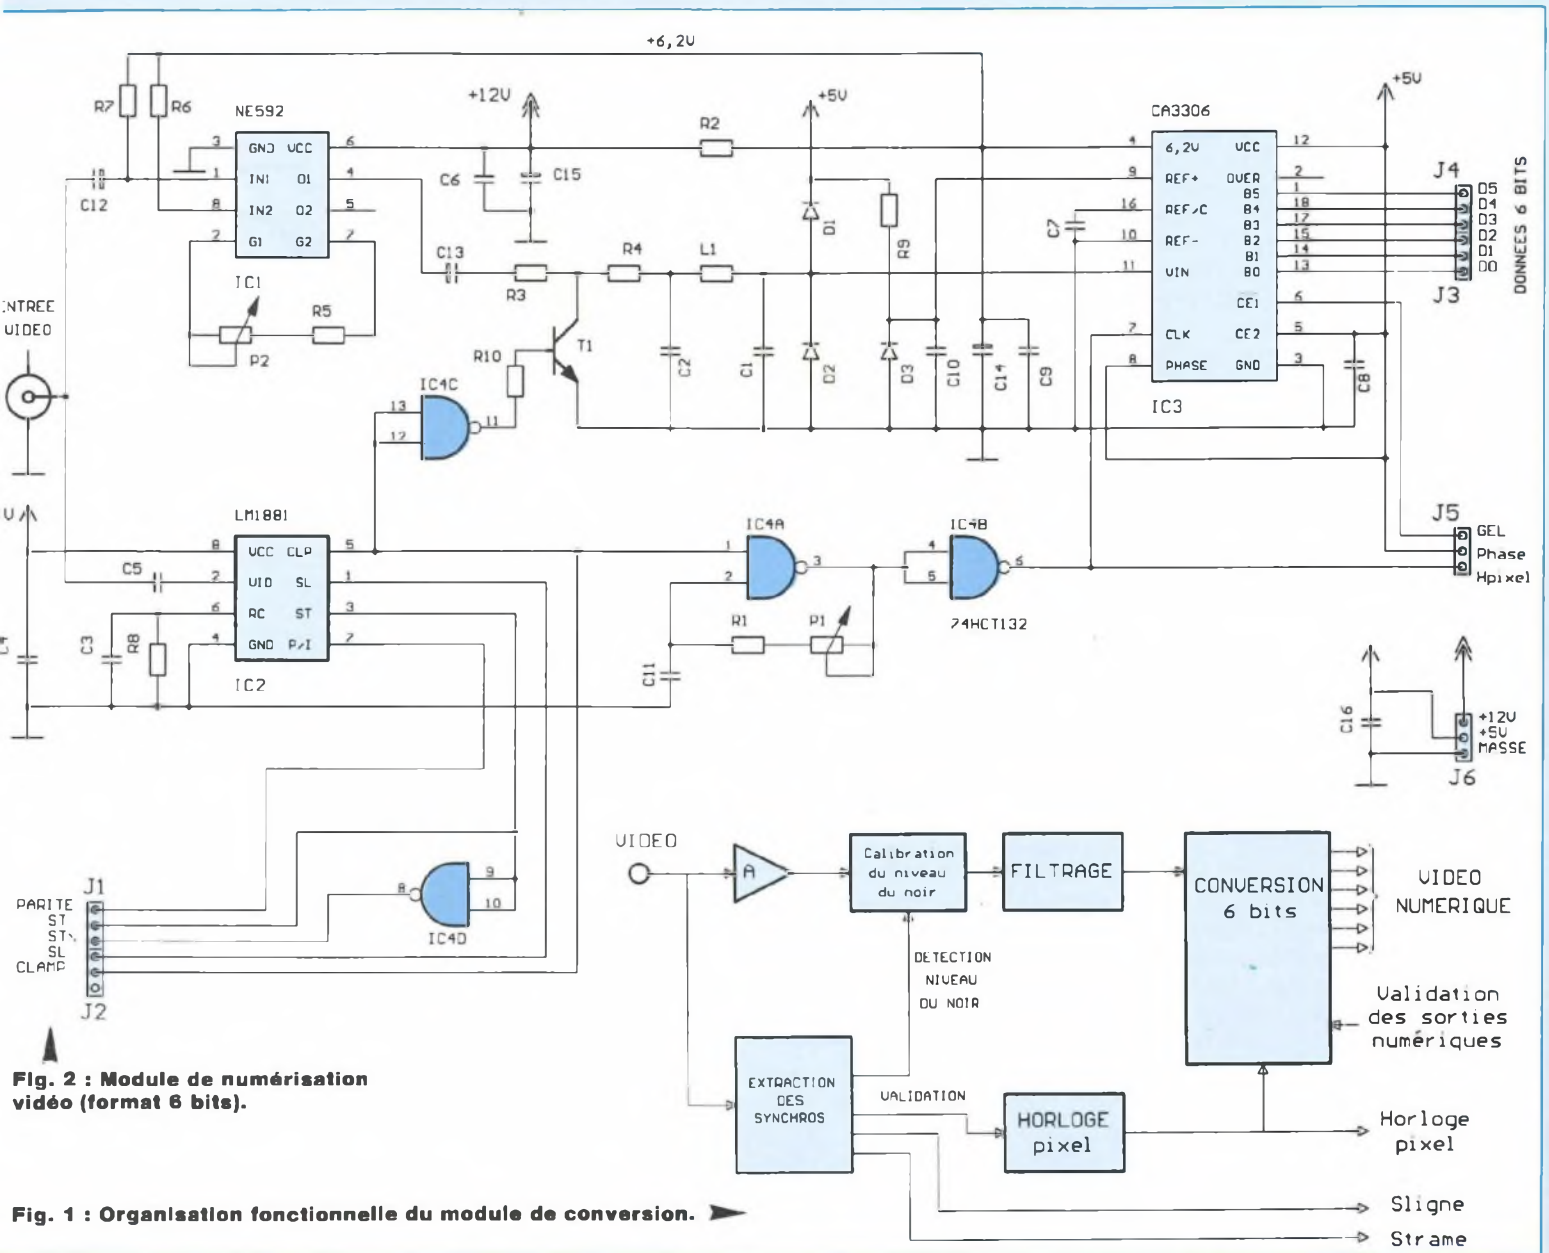 +6,2V
R7
R6
NE592
3
GND VCC
6
1
IN1 O1
4
8
IN2 O2
5
2
G1 G2
7
IC1
C12
P2
R5
+12V
C6
C15
R2
+5V
C13
R3
R4
L1
D1
R9
C7
R10
T1
C2
C1
D2
D3
C10
C14
C9
CA3306
4
6,2V VCC
12
9
REF+ OVER
2
B5
1
16
REF/C B4
18
B3
17
10
REF- B2
15
B1
14
11
VIN B0
13
CE1
6
7
CLK CE2
5
8
PHASE GND
3
IC3
C8
+5V
J4
D5
D4
D3
D2
D1
D0
J3
DONNEES 6 BITS
NTREE
VIDEO
IC4C
13
12
11
V
LM1881
8
VCC CLP
5
2
VID SL
1
6
RC ST
3
4
GND P/I
7
IC2
C5
C3
R8
C4
IC4A
1
2
3
R1
P1
C11
IC4B
4
5
6
74HCT132
J5
GEL
Phase
Hpixel
C16
+12V
+5V
MASSE
J6
J1
PARITE
ST
ST\
SL
CLAMP
J2
8
9
10
IC4D
Fig. 2 : Module de numérisation
vidéo (format 6 bits).
VIDEO
A
Calibration
du niveau
du noir
FILTRAGE
CONVERSION
6 bits
VIDEO
NUMERIQUE
DETECTION
NIVEAU
DU NOIR
Validation
des sorties
numériques
EXTRACTION
DES
SYNCHROS
VALIDATION
HORLOGE
pixel
Horloge
pixel
Sligne
Strame
Fig. 1 : Organisation fonctionnelle du module de conversion.